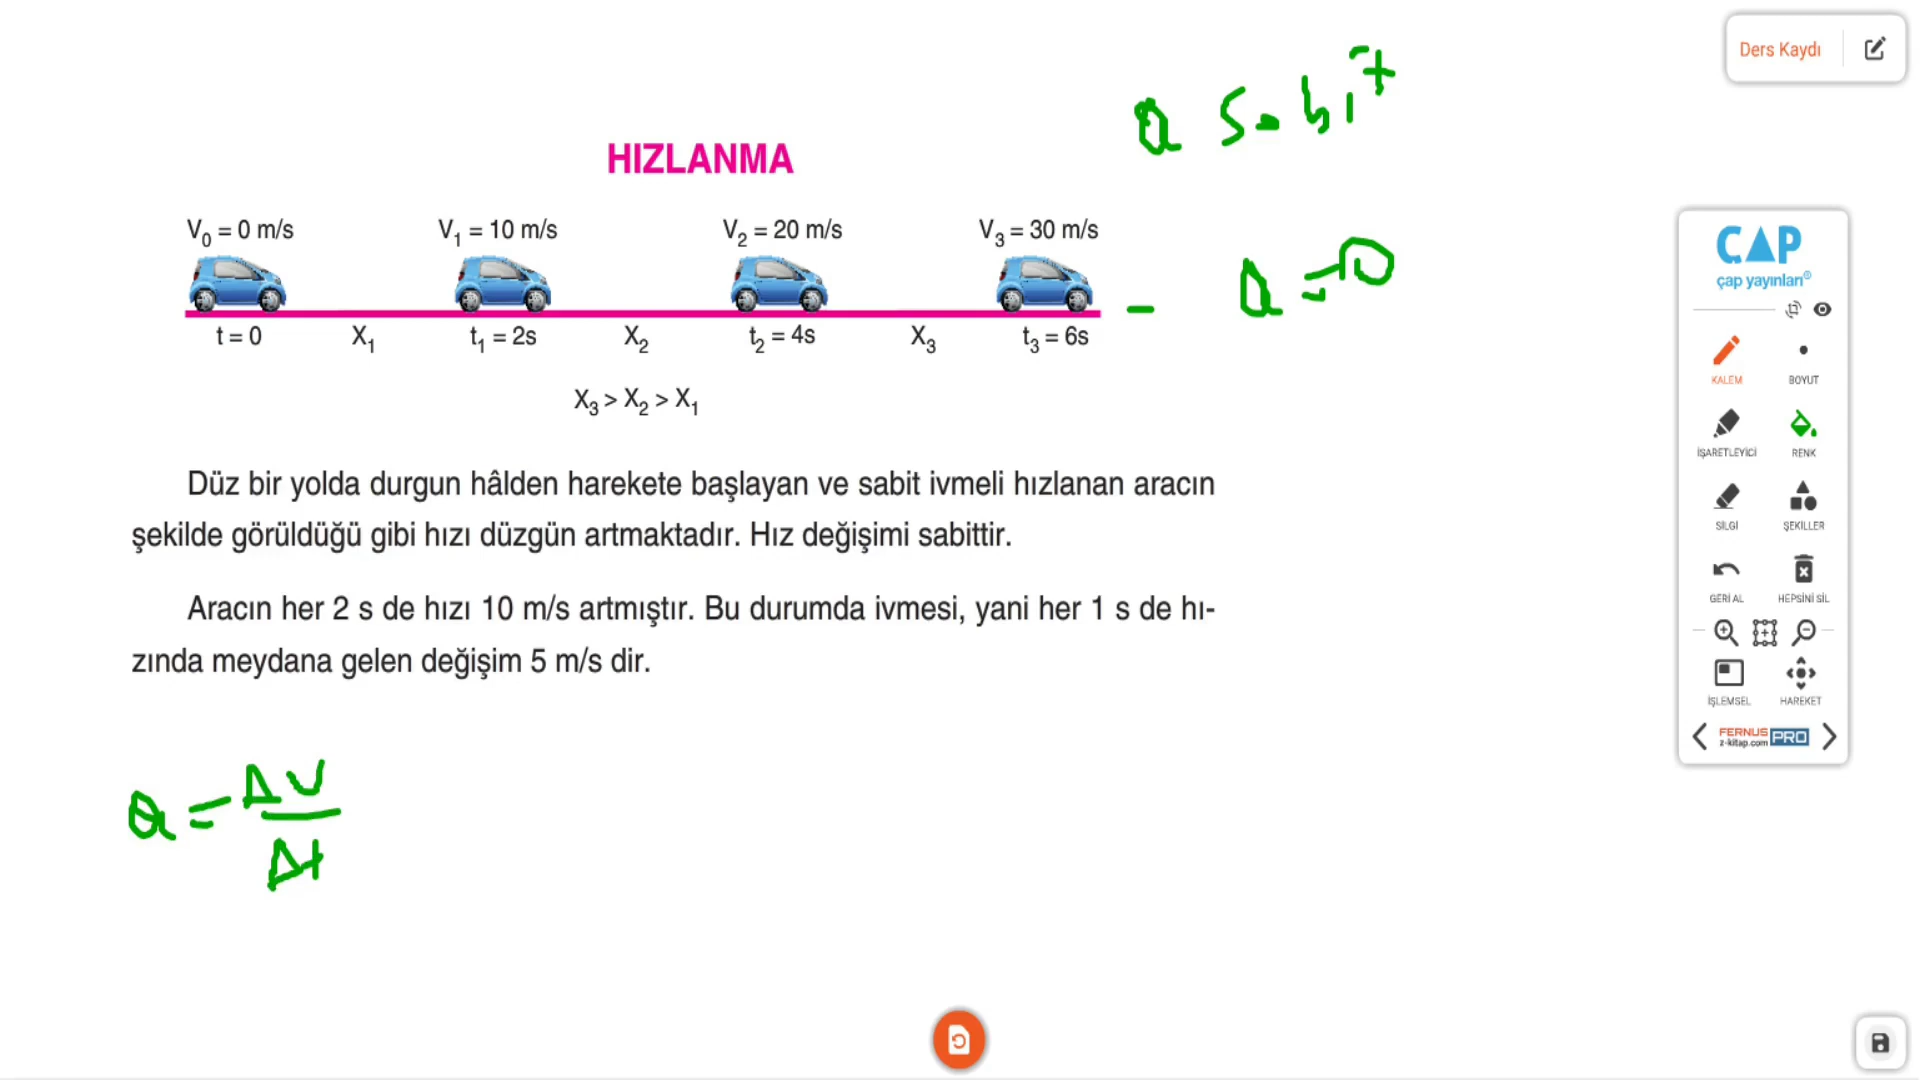 Ders Kaydı
a sabit
HIZLANMA
V0 = 0 m/s V1 = 10 m/s V2 = 20 m/s V3 = 30 m/s
a = 0
t = 0 X1 t1 = 2s X2 t2 = 4s X3 t3 = 6s
X3 > X2 > X1
Düz bir yolda durgun hâlden harekete başlayan ve sabit ivmeli hızlanan aracın
şekilde görüldüğü gibi hızı düzgün artmaktadır. Hız değişimi sabittir.
Aracın her 2 s de hızı 10 m/s artmıştır. Bu durumda ivmesi, yani her 1 s de hı-
zında meydana gelen değişim 5 m/s dir.
a = ΔV
Δt
ÇAP
çap yayınları®
KALEM BOYUT
İŞARETLEYİCİ RENK
SİLGİ ŞEKİLLER
GERİ AL HEPSİNİ SİL
İŞLEMSEL HAREKET
FERNUS PRO
z-kitap.com